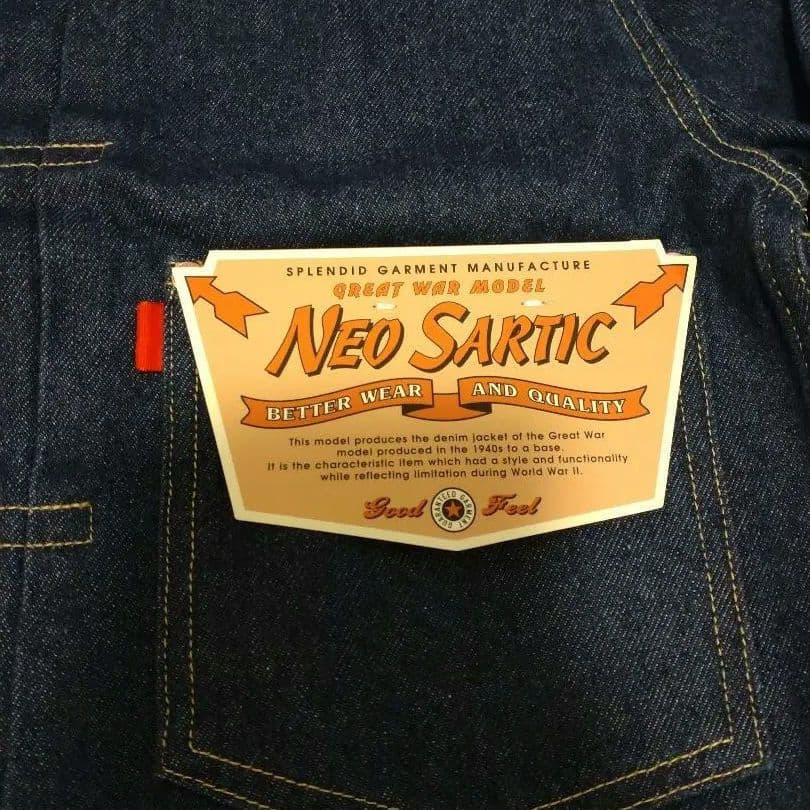 SPLENDID GARMENT MANUFACTURE
GREAT WAR MODEL
NEO SARTIC
BETTER WEAR AND QUALITY
This model produces the denim jacket of the Great War
model produced in the 1940s to a base.
It is the characteristic item which had a style and functionality
while reflecting limitation during World War II.
Good Feel
GUARANTEED GARMENT